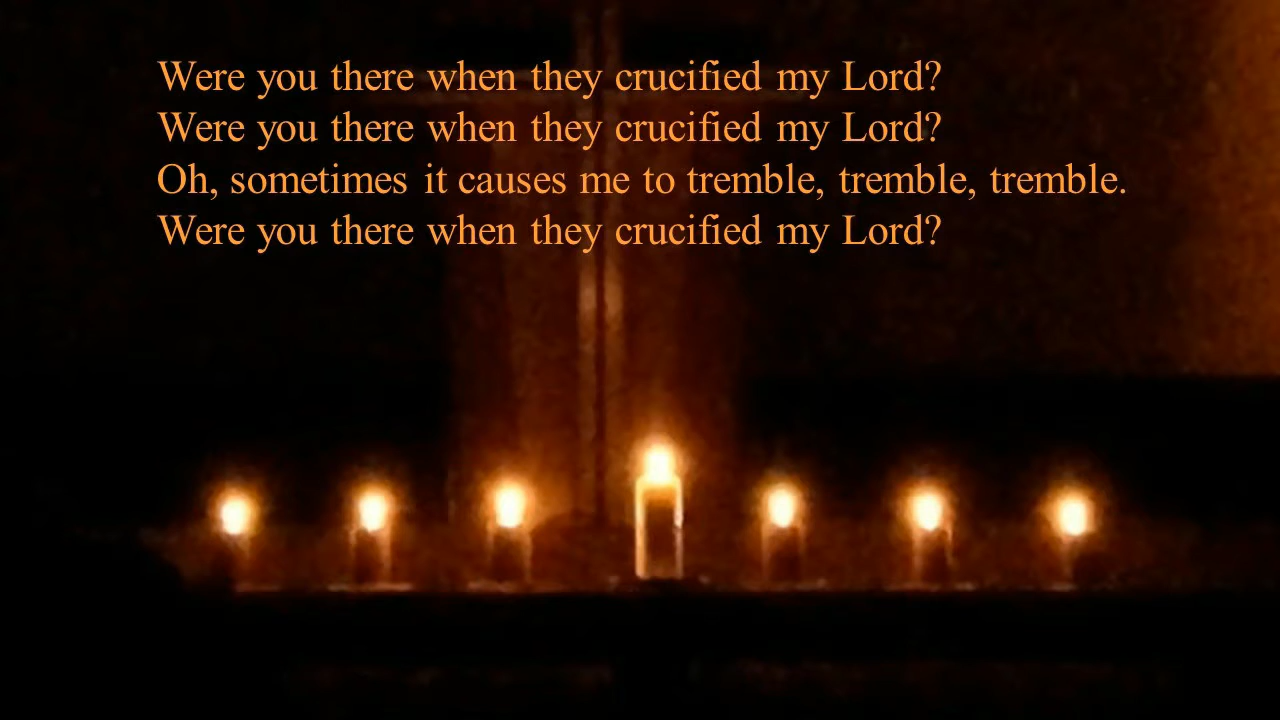 Were you there when they crucified my Lord?
Were you there when they crucified my Lord?
Oh, sometimes it causes me to tremble, tremble, tremble.
Were you there when they crucified my Lord?